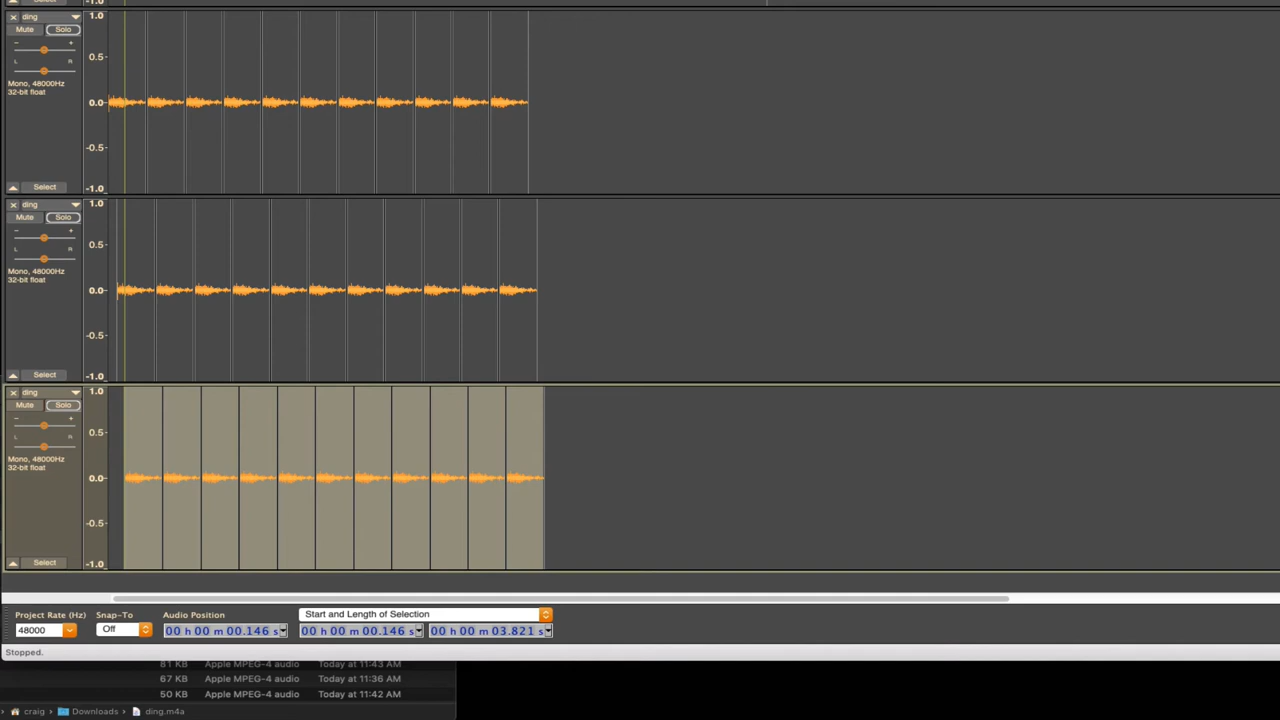 Select
-1.0
ding
Mute Solo
- +
L R
Mono, 48000Hz
32-bit float
Select
1.0
0.5
0.0
-0.5
-1.0
ding
Mute Solo
- +
L R
Mono, 48000Hz
32-bit float
Select
1.0
0.5
0.0
-0.5
-1.0
ding
Mute Solo
- +
L R
Mono, 48000Hz
32-bit float
Select
1.0
0.5
0.0
-0.5
-1.0
Project Rate (Hz) Snap-To Audio Position Start and Length of Selection
48000 Off 00 h 00 m 00.146 s 00 h 00 m 00.146 s 00 h 00 m 03.821 s
Stopped.
81 KB Apple MPEG-4 audio Today at 11:43 AM
67 KB Apple MPEG-4 audio Today at 11:36 AM
50 KB Apple MPEG-4 audio Today at 11:42 AM
craig › Downloads › ding.m4a